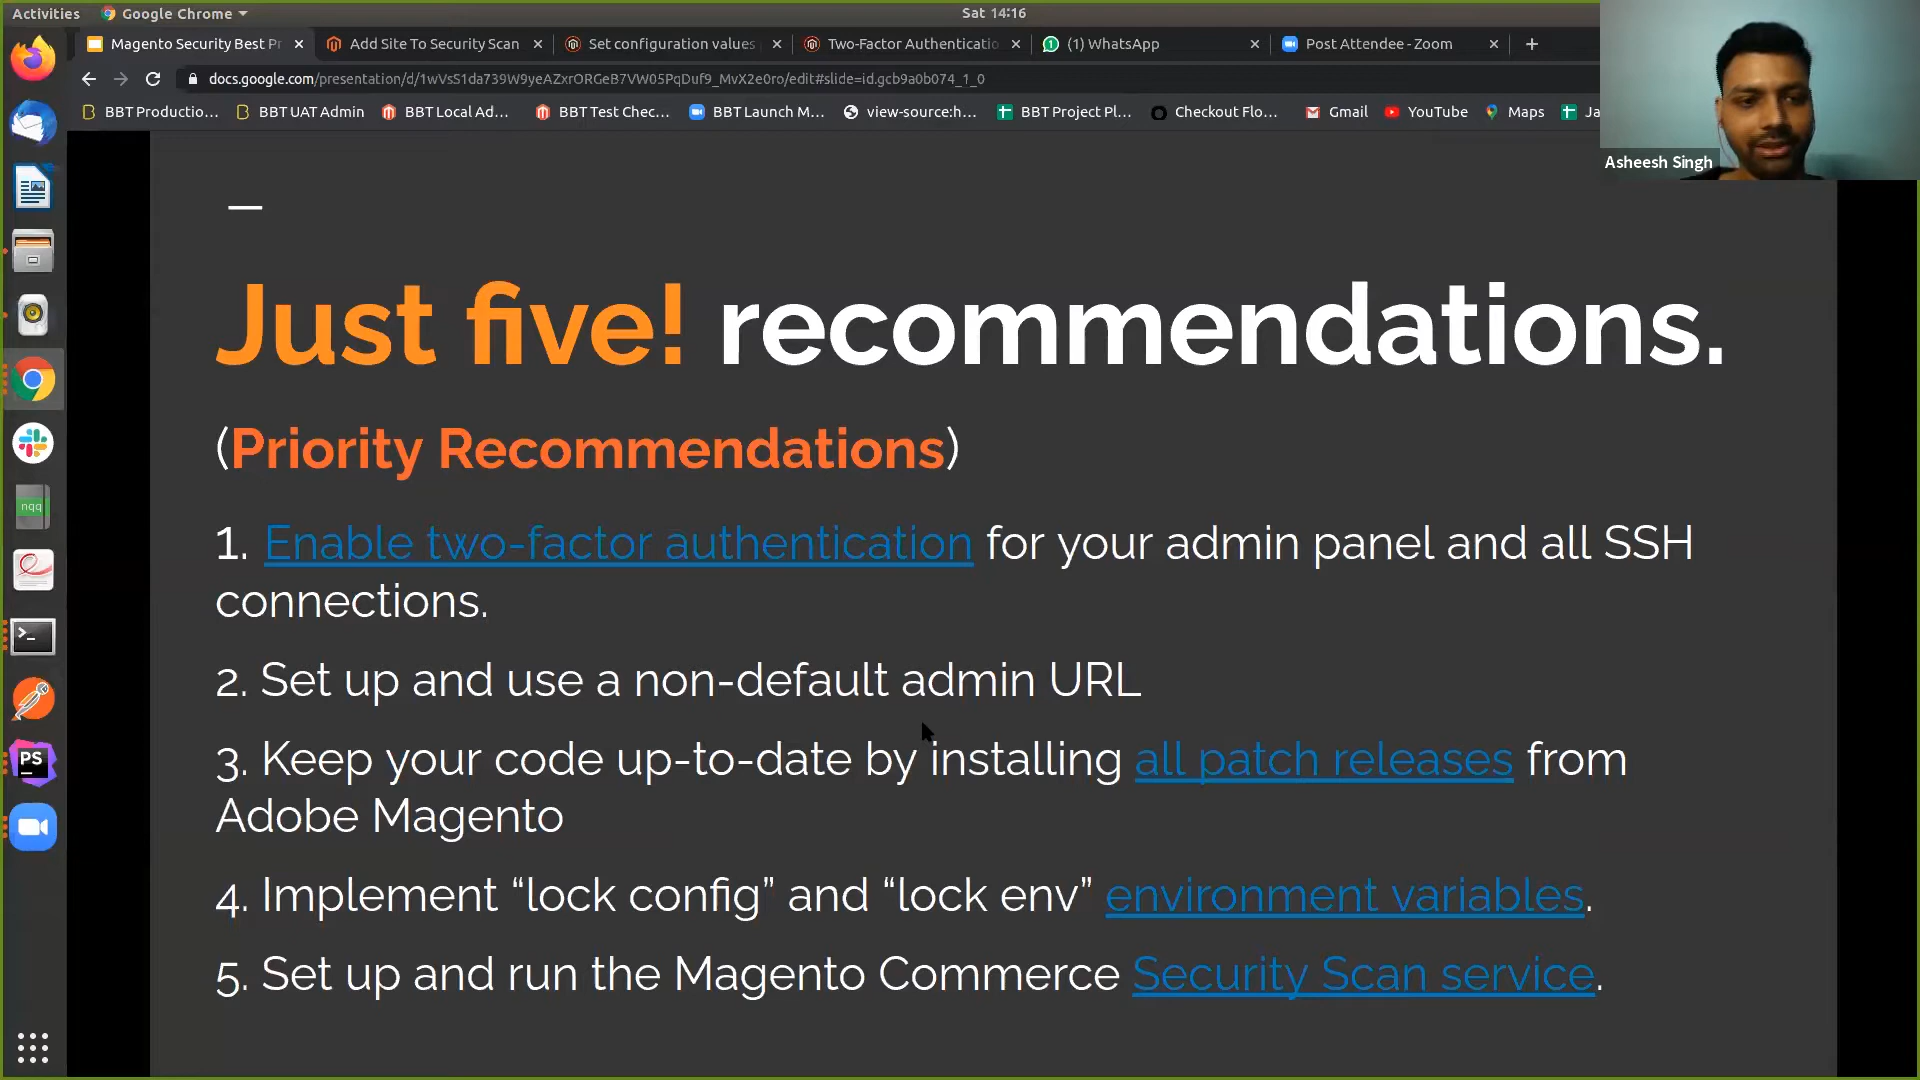 Activities
Google Chrome
Sat 14:16
Magento Security Best Pr
Add Site To Security Scan
Set configuration values
Two-Factor Authenticatio
(1) WhatsApp
Post Attendee - Zoom
docs.google.com/presentation/d/1wVsS1da739W9yeAZxrORGeB7VW05PqDuf9_MvX2e0ro/edit#slide=id.gcb9a0b074_1_0
BBT Productio...
BBT UAT Admin
BBT Local Ad...
BBT Test Chec...
BBT Launch M...
view-source:h...
BBT Project Pl...
Checkout Flo...
Gmail
YouTube
Maps
Ja
Asheesh Singh
Just five! recommendations.
(Priority Recommendations)
1. Enable two-factor authentication for your admin panel and all SSH
connections.
2. Set up and use a non-default admin URL
3. Keep your code up-to-date by installing all patch releases from
Adobe Magento
4. Implement “lock config” and “lock env” environment variables.
5. Set up and run the Magento Commerce Security Scan service.
nqq
PS